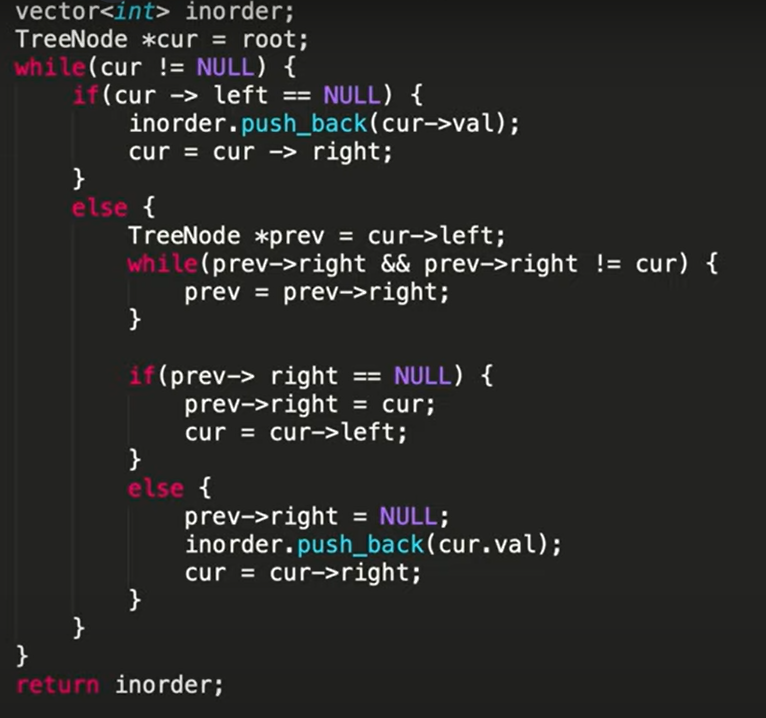 vector<int> inorder;
TreeNode *cur = root;
while(cur != NULL) {
    if(cur -> left == NULL) {
        inorder.push_back(cur->val);
        cur = cur -> right;
    }
    else {
        TreeNode *prev = cur->left;
        while(prev->right && prev->right != cur) {
            prev = prev->right;
        }

        if(prev-> right == NULL) {
            prev->right = cur;
            cur = cur->left;
        }
        else {
            prev->right = NULL;
            inorder.push_back(cur.val);
            cur = cur->right;
        }
    }
}
return inorder;